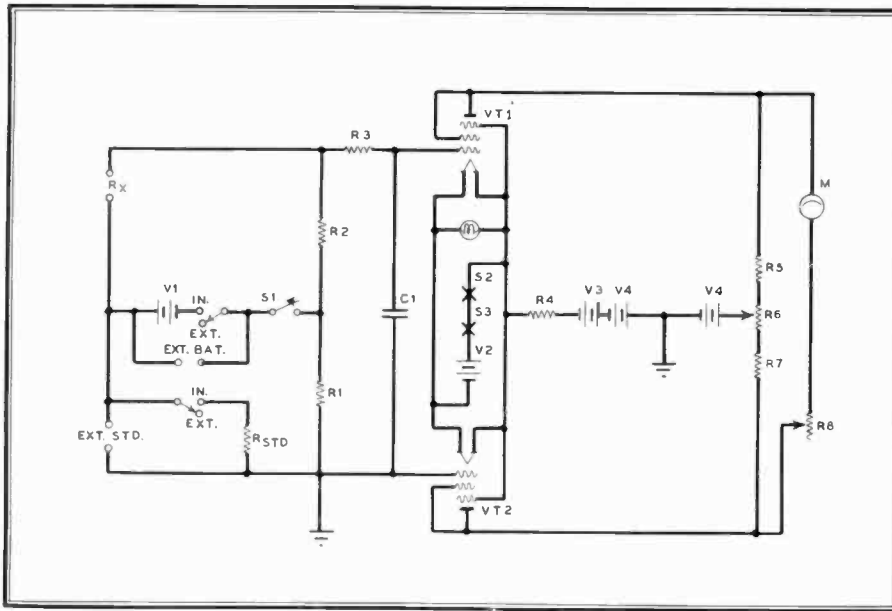 VT1
R3
RX
M
R2
V1
IN.
S1
EXT.
EXT. BAT.
C1
S2
S3
V2
R4
V3
V4
V4
R5
R6
R7
IN.
EXT.
R1
EXT. STD.
RSTD
R8
VT2